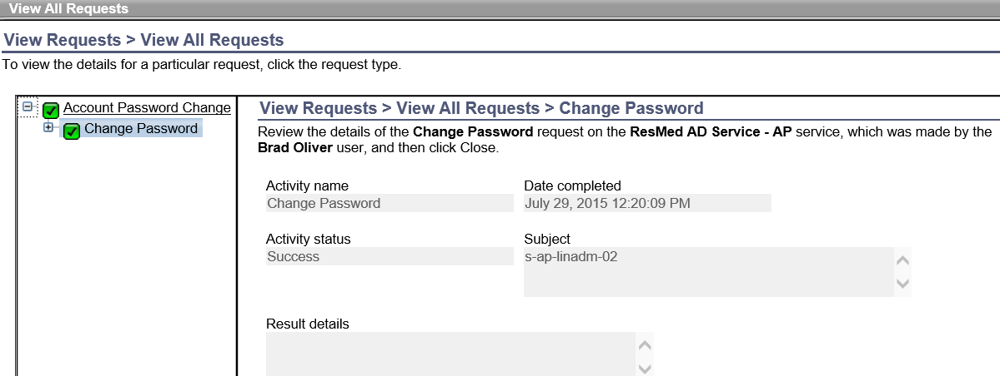 View All Requests
View Requests > View All Requests
To view the details for a particular request, click the request type.
Account Password Change
Change Password
View Requests > View All Requests > Change Password
Review the details of the Change Password request on the ResMed AD Service - AP service, which was made by the
Brad Oliver user, and then click Close.
Activity name
Date completed
Change Password
July 29, 2015 12:20:09 PM
Activity status
Subject
Success
s-ap-linadm-02
Result details